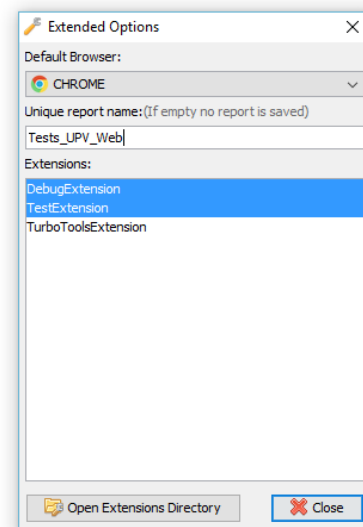 Extended Options
Default Browser:
CHROME
Unique report name:(If empty no report is saved)
Tests_UPV_Web
Extensions:
DebugExtension
TestExtension
TurboToolsExtension
Open Extensions Directory
Close